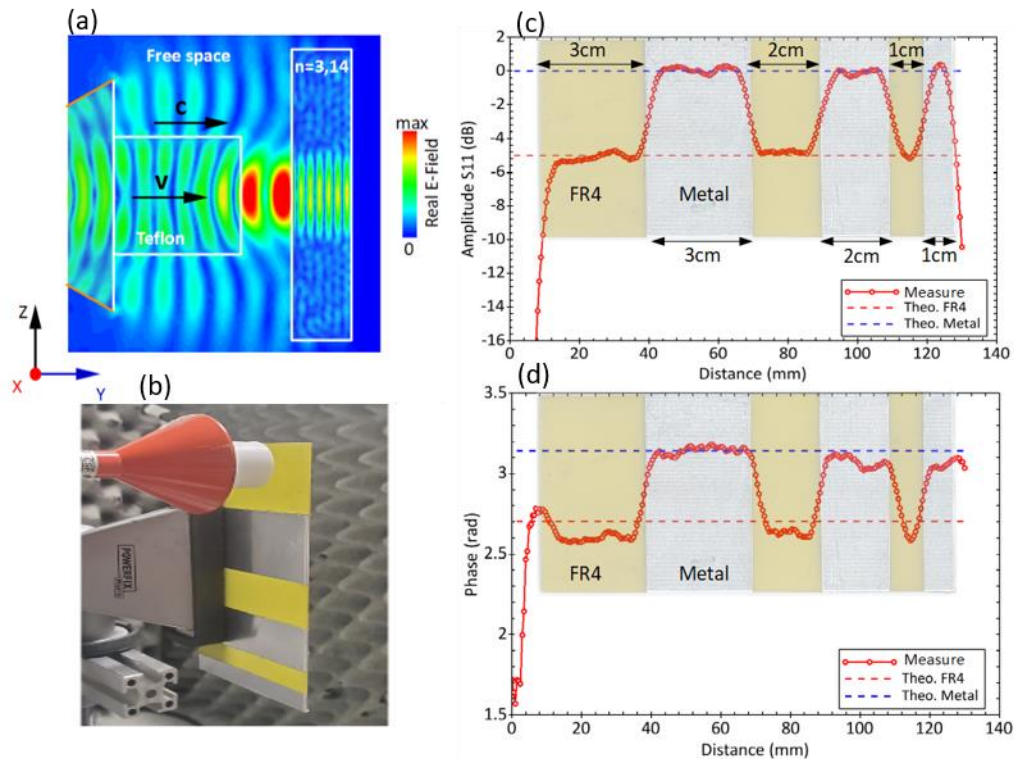 (a)
Free space
n=3,14
c
v
Teflon
max
Real E-Field
0
Z
X
Y
(b)
POWERFIX
(c)
3cm
2cm
1cm
2
0
-2
-4
-6
-8
-10
-12
-14
-16
Amplitude S11 (dB)
FR4
Metal
3cm
2cm
1cm
Measure
Theo. FR4
Theo. Metal
0
20
40
60
80
100
120
140
Distance (mm)
(d)
3.5
3
2.5
2
1.5
Phase (rad)
FR4
Metal
Measure
Theo. FR4
Theo. Metal
0
20
40
60
80
100
120
140
Distance (mm)